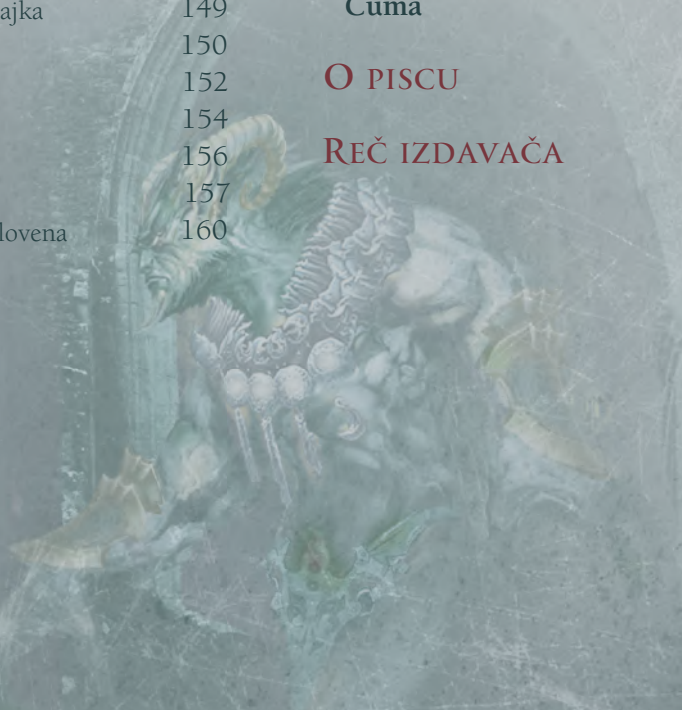 ajka 149
150
152
154
156
157
lovena 160
Čuma
O PISCU
REČ IZDAVAČA